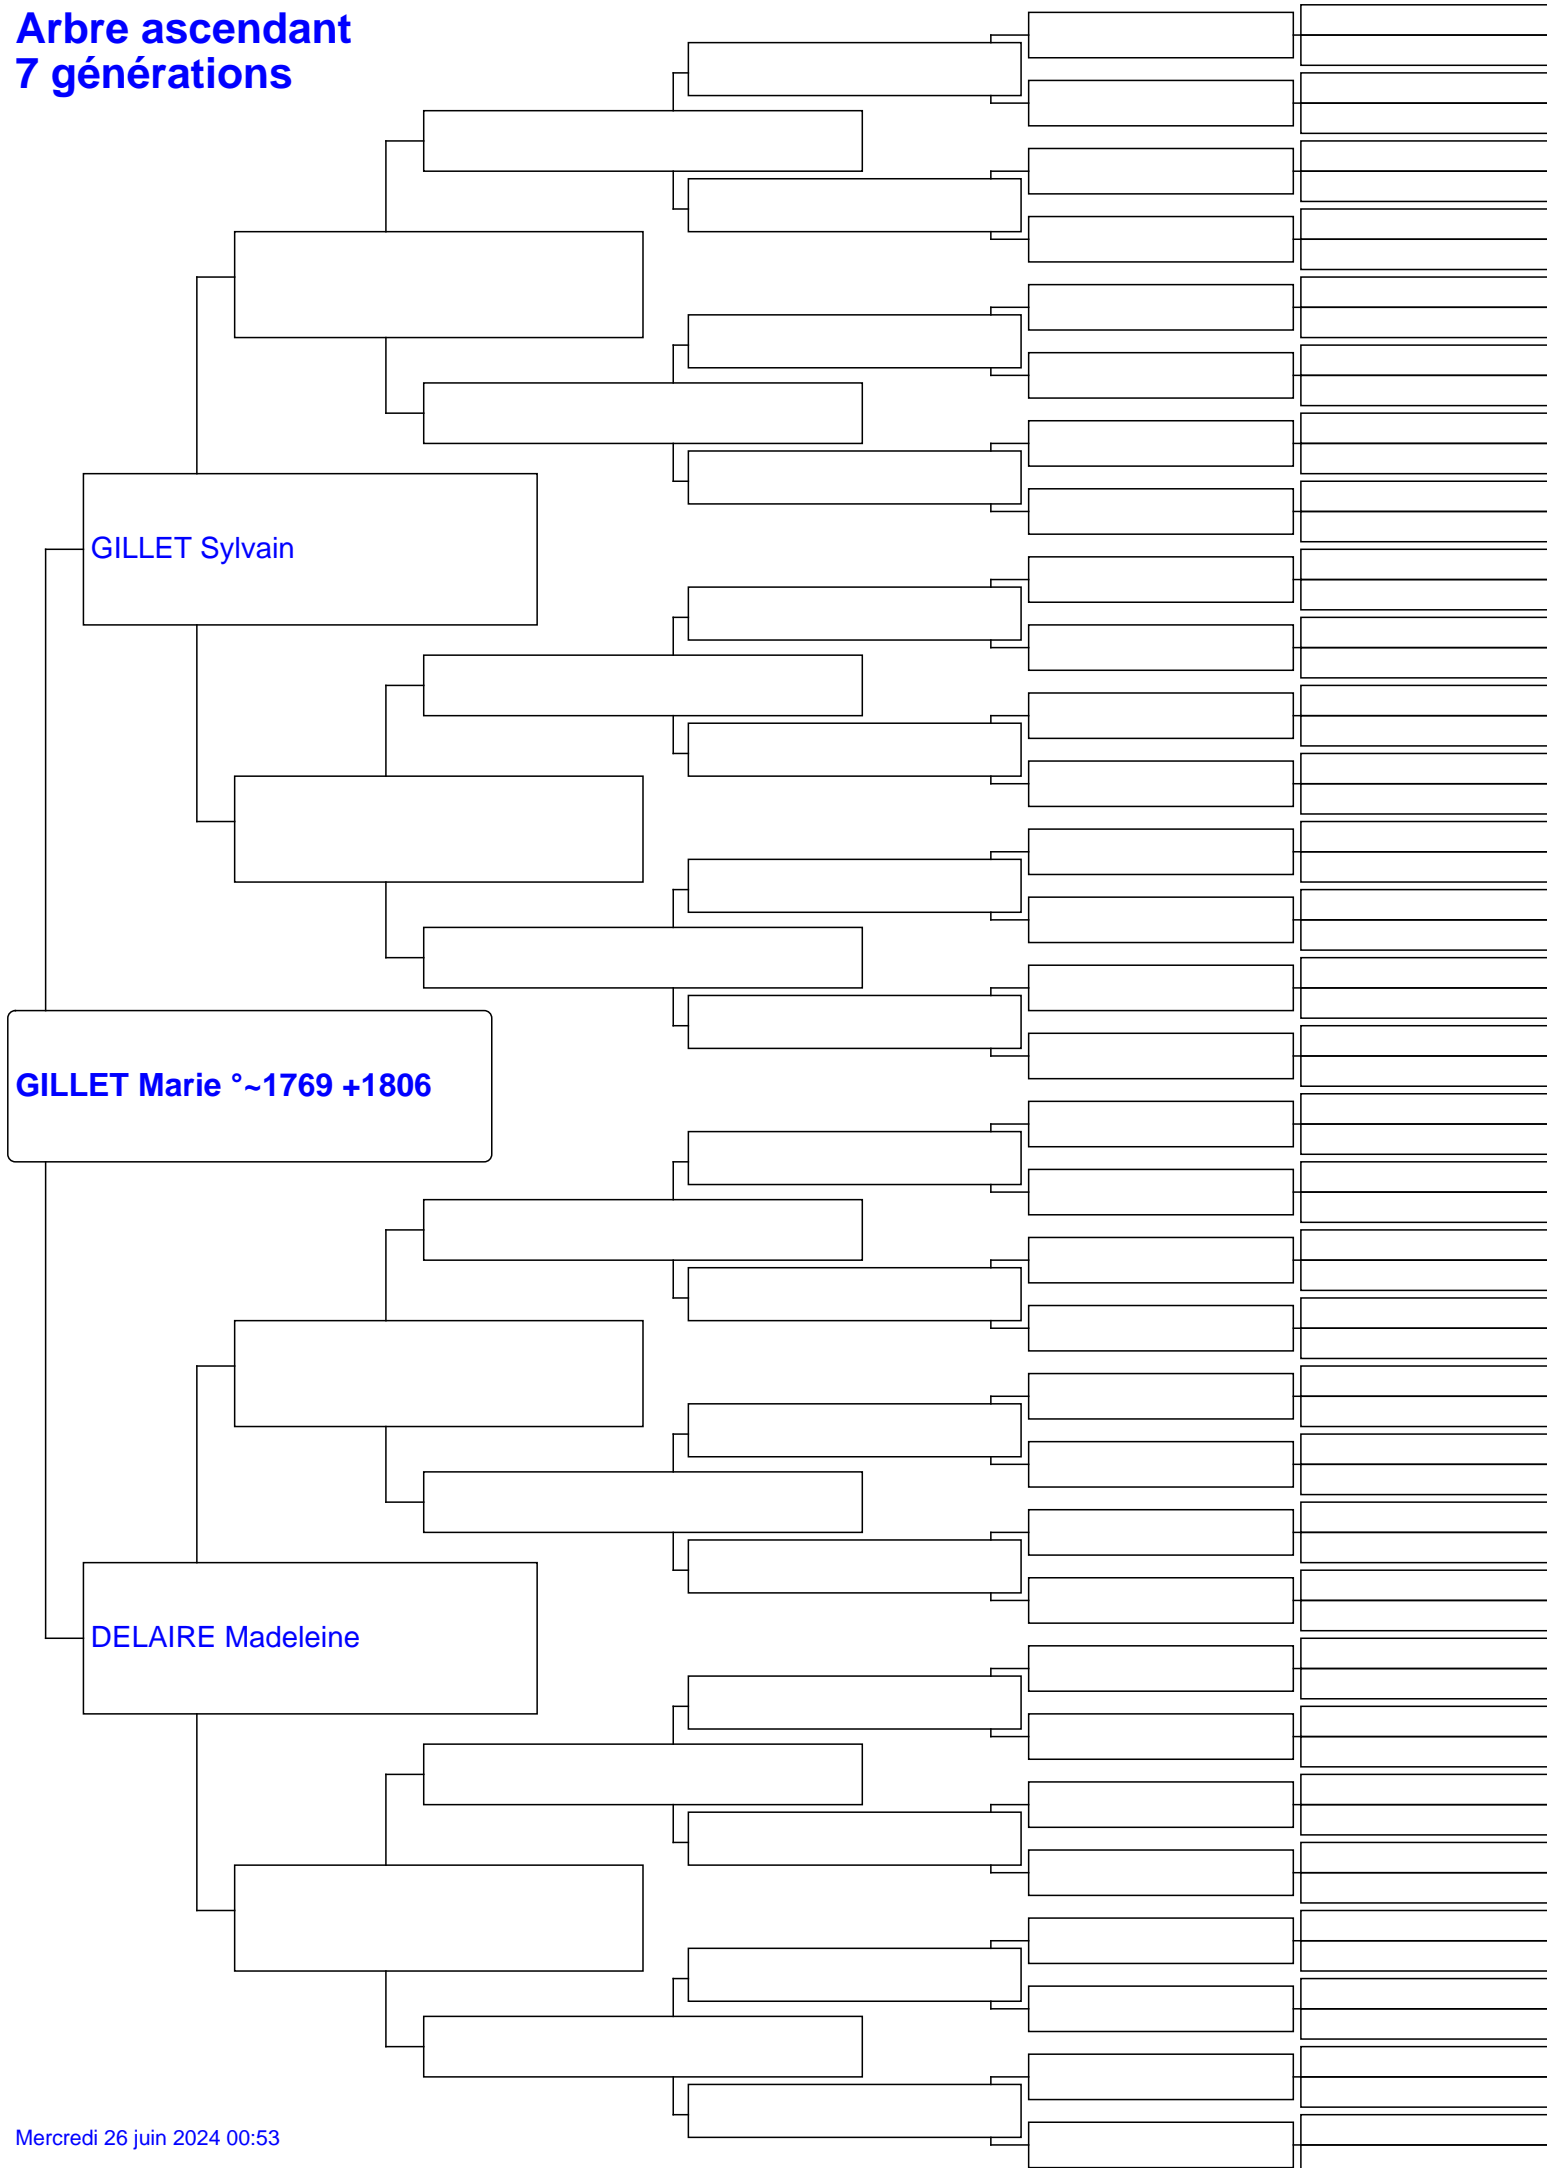 Arbre ascendant
7 générations
GILLET Sylvain
GILLET Marie °~1769 +1806
DELAIRE Madeleine
Mercredi 26 juin 2024 00:53